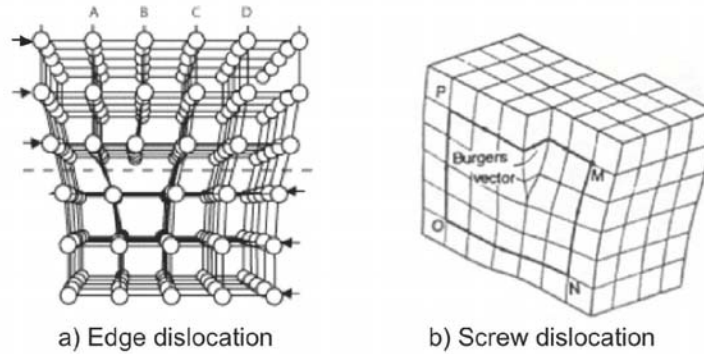 A B C D
P
Burgers
vector
M
O
N
a) Edge dislocation
b) Screw dislocation